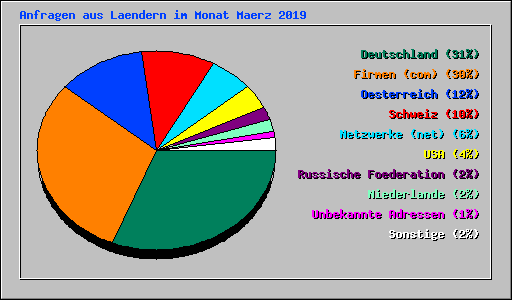 Anfragen aus Laendern im Monat Maerz 2019
Deutschland (31%)
Firmen (com) (30%)
Oesterreich (12%)
Schweiz (10%)
Netzwerke (net) (6%)
USA (4%)
Russische Foederation (2%)
Niederlande (2%)
Unbekannte Adressen (1%)
Sonstige (2%)